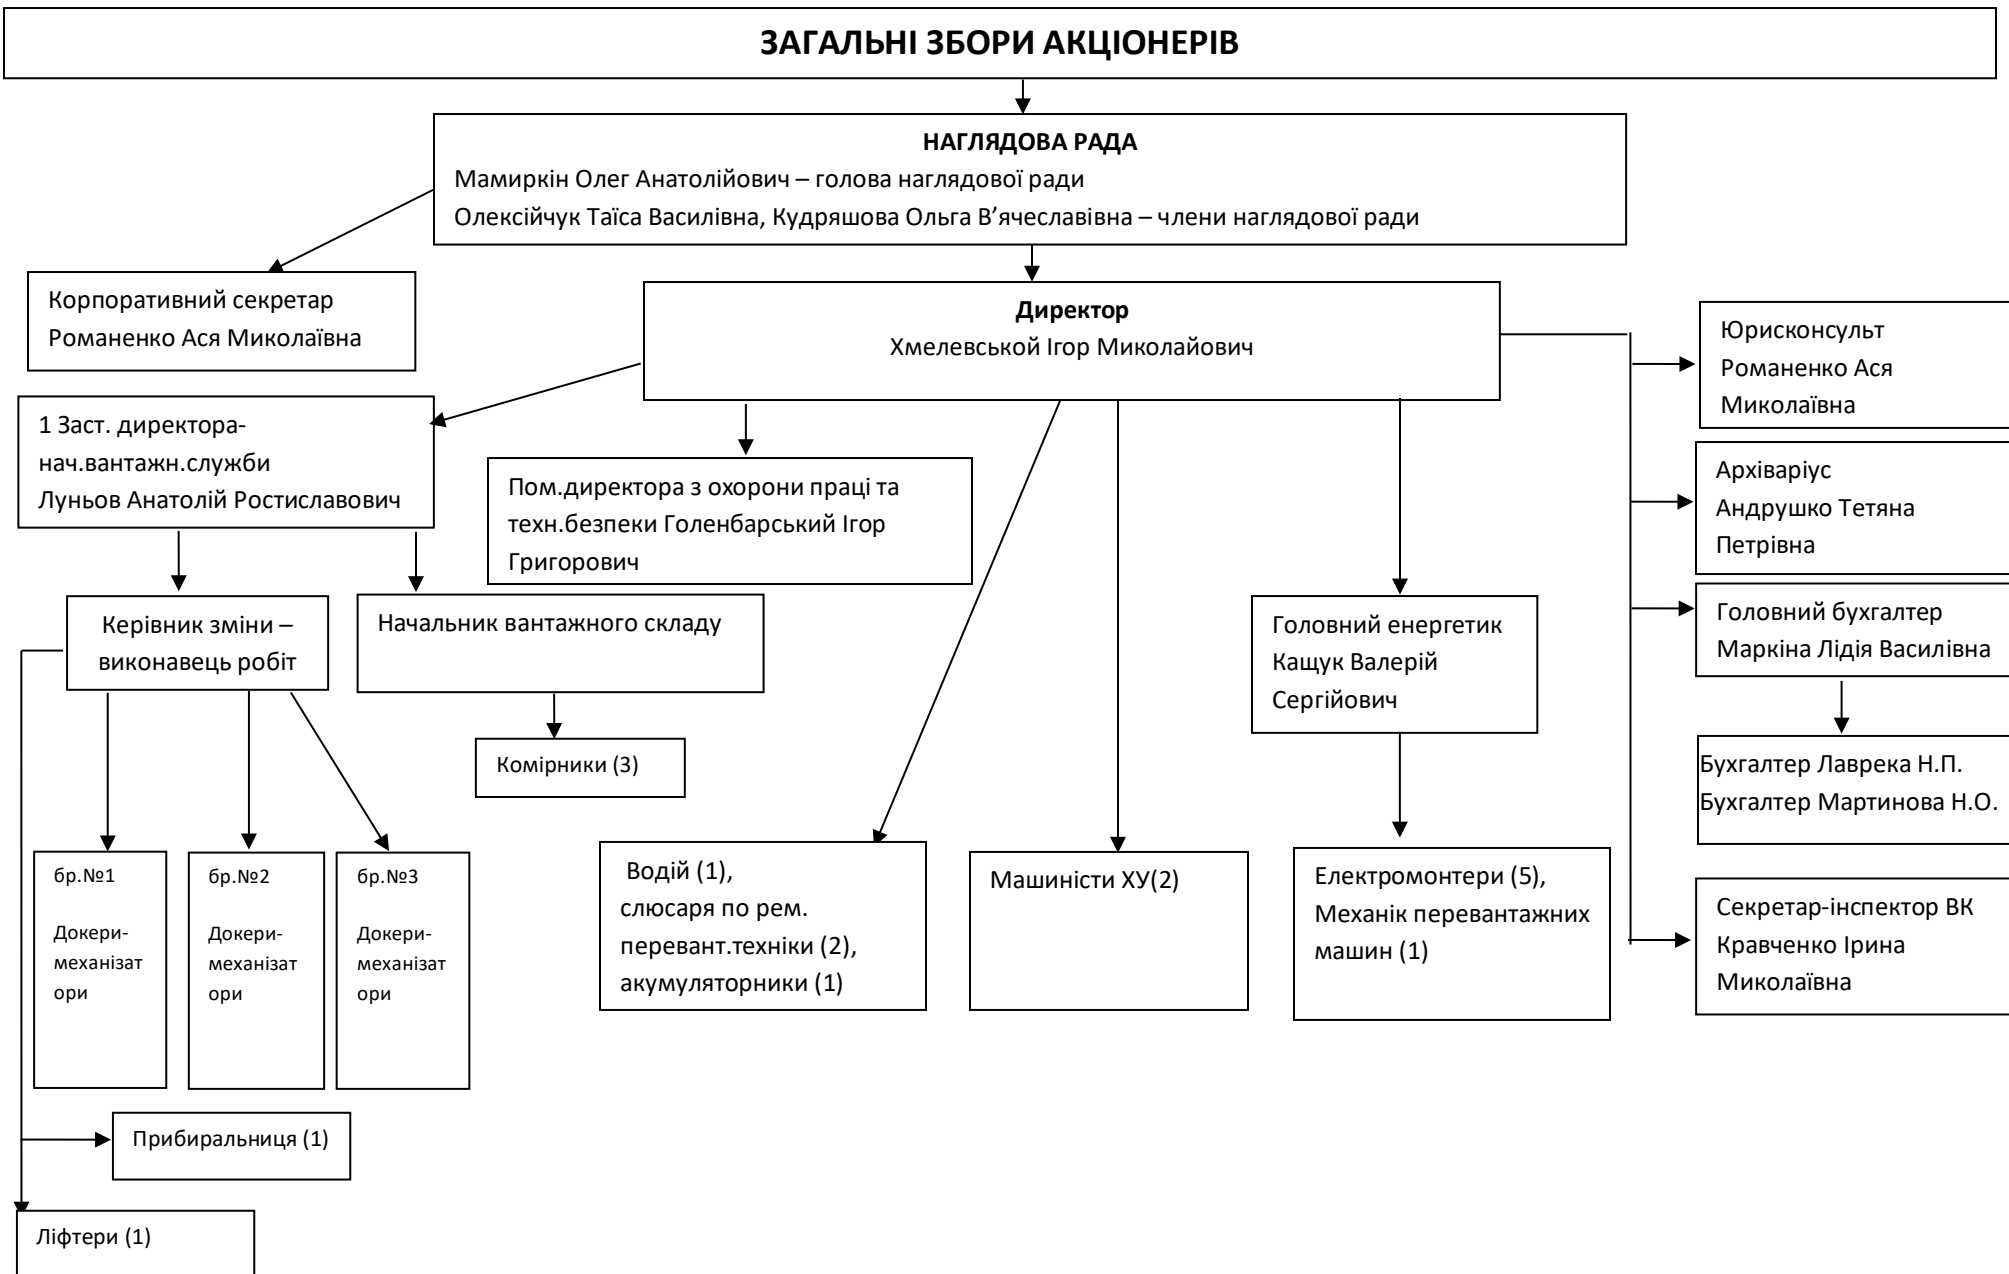 ЗАГАЛЬНІ ЗБОРИ АКЦІОНЕРІВ
НАГЛЯДОВА РАДА
Мамиркін Олег Анатолійович – голова наглядової ради
Олексійчук Таїса Василівна, Кудряшова Ольга В’ячеславівна – члени наглядової ради
Корпоративний секретар
Романенко Ася Миколаївна
Директор
Хмелевськой Ігор Миколайович
Юрисконсульт
Романенко Ася
Миколаївна
1 Заст. директора-
нач.вантажн.служби
Луньов Анатолій Ростиславович
Пом.директора з охорони праці та
техн.безпеки Голенбарський Ігор
Григорович
Архіваріус
Андрушко Тетяна
Петрівна
Керівник зміни –
виконавець робіт
Начальник вантажного складу
Головний енергетик
Кащук Валерій
Сергійович
Головний бухгалтер
Маркіна Лідія Василівна
Комірники (3)
Бухгалтер Лаврека Н.П.
Бухгалтер Мартинова Н.О.
бр.№1
Докери-
механізат
ори
бр.№2
Докери-
механізат
ори
бр.№3
Докери-
механізат
ори
Водій (1),
слюсаря по рем.
перевант.техніки (2),
акумуляторники (1)
Машиністи ХУ(2)
Електромонтери (5),
Механік перевантажних
машин (1)
Секретар-інспектор ВК
Кравченко Ірина
Миколаївна
Прибиральниця (1)
Ліфтери (1)